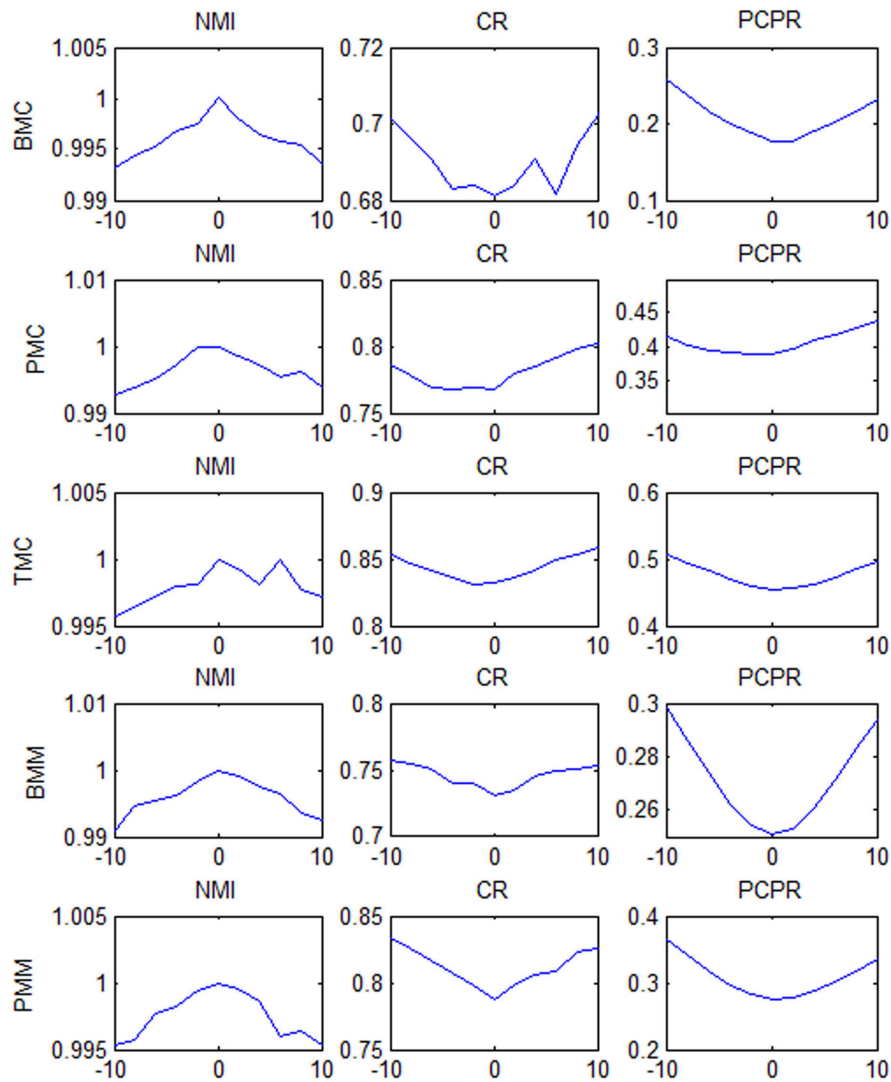 NMI CR PCPR
1.005 0.72 0.3
BMC
1 0.7 0.2
0.995
0.99 0.68 0.1
-10 0 10 -10 0 10 -10 0 10
NMI CR PCPR
1.01 0.85
0.45
PMC
1 0.8 0.4
0.35
0.99 0.75
-10 0 10 -10 0 10 -10 0 10
NMI CR PCPR
1.005 0.9 0.6
TMC
1 0.85 0.5
0.995 0.8 0.4
-10 0 10 -10 0 10 -10 0 10
NMI CR PCPR
1.01 0.8 0.3
BMM
0.28
1 0.75
0.26
0.99 0.7
-10 0 10 -10 0 10 -10 0 10
NMI CR PCPR
1.005 0.85 0.4
PMM
1 0.8 0.3
0.995 0.75 0.2
-10 0 10 -10 0 10 -10 0 10